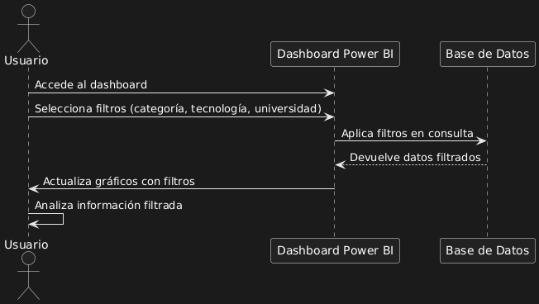 Usuario
Dashboard Power BI
Base de Datos
Accede al dashboard
Selecciona filtros (categoría, tecnología, universidad)
Aplica filtros en consulta
Devuelve datos filtrados
Actualiza gráficos con filtros
Analiza información filtrada
Usuario
Dashboard Power BI
Base de Datos